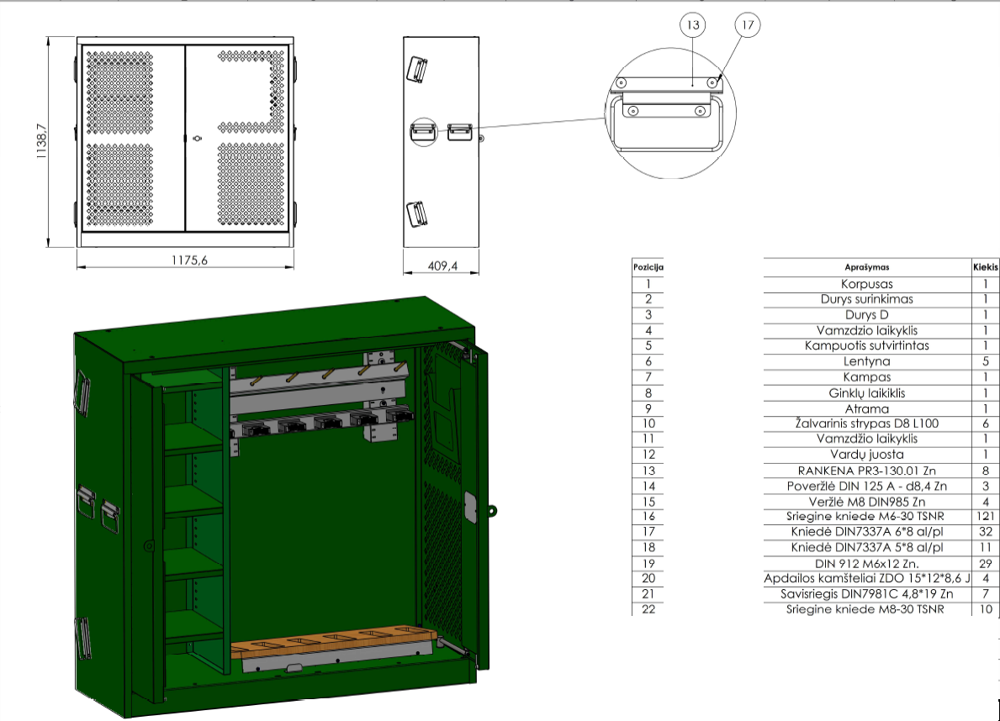 13 17
1138,7
1175,6
409,4
Pozicija Aprašymas Kiekis
1 Korpusas 1
2 Durys surinkimas 1
3 Durys D 1
4 Vamzdzio laikyklis 1
5 Kampuotis sutvirtintas 1
6 Lentyna 5
7 Kampas 1
8 Ginklų laikiklis 1
9 Atrama 1
10 Žalvarinis strypas D8 L100 6
11 Vamzdžio laikyklis 1
12 Vardų juosta 1
13 RANKENA PR3-130.01 Zn 8
14 Poveržlė DIN 125 A - d8,4 Zn 3
15 Veržlė M8 DIN985 Zn 4
16 Sriegine kniede M6-30 TSNR 121
17 Kniedė DIN7337A 6*8 al/pl 32
18 Kniedė DIN7337A 5*8 al/pl 11
19 DIN 912 M6x12 Zn. 29
20 Apdailos kamšteliai ZDO 15*12*8,6 J 4
21 Savisriegis DIN7981C 4,8*19 Zn 7
22 Sriegine kniede M8-30 TSNR 10